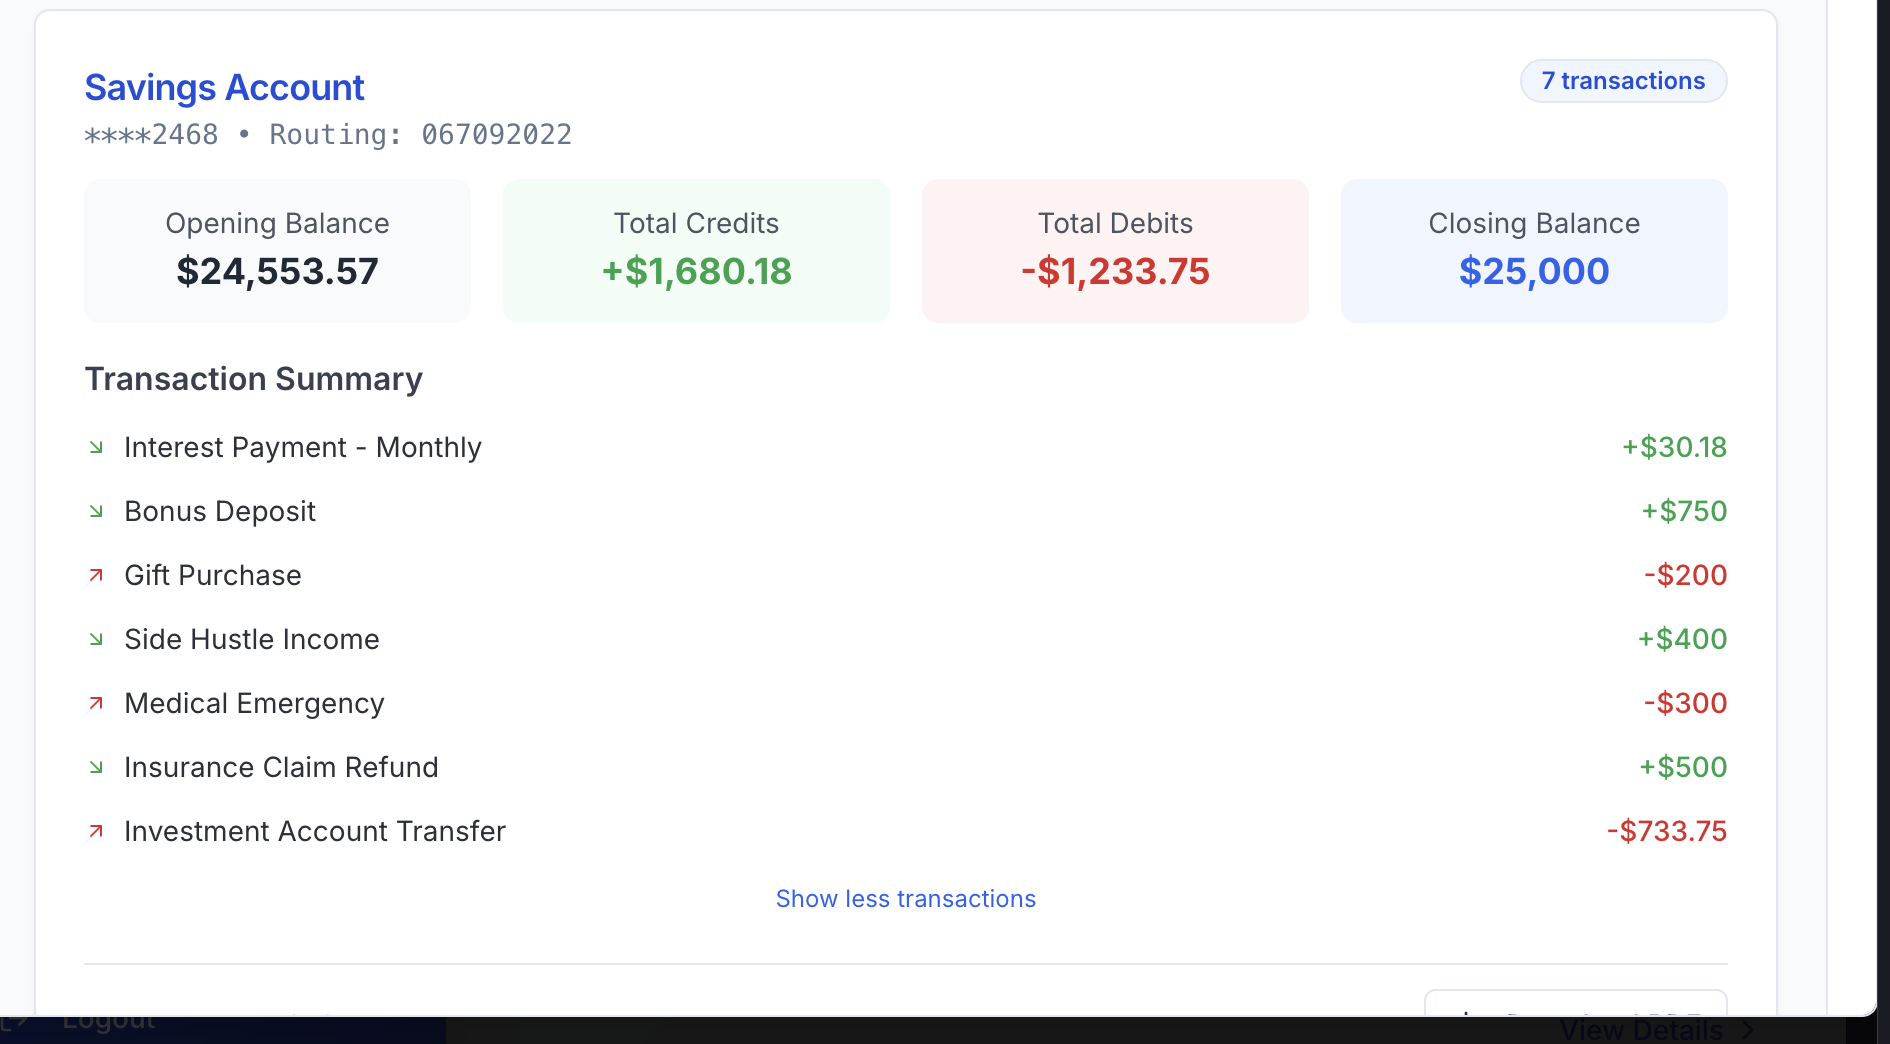 Savings Account
7 transactions
****2468 • Routing: 067092022
Opening Balance
$24,553.57
Total Credits
+$1,680.18
Total Debits
-$1,233.75
Closing Balance
$25,000
Transaction Summary
Interest Payment - Monthly +$30.18
Bonus Deposit +$750
Gift Purchase -$200
Side Hustle Income +$400
Medical Emergency -$300
Insurance Claim Refund +$500
Investment Account Transfer -$733.75
Show less transactions
Logout
View Details